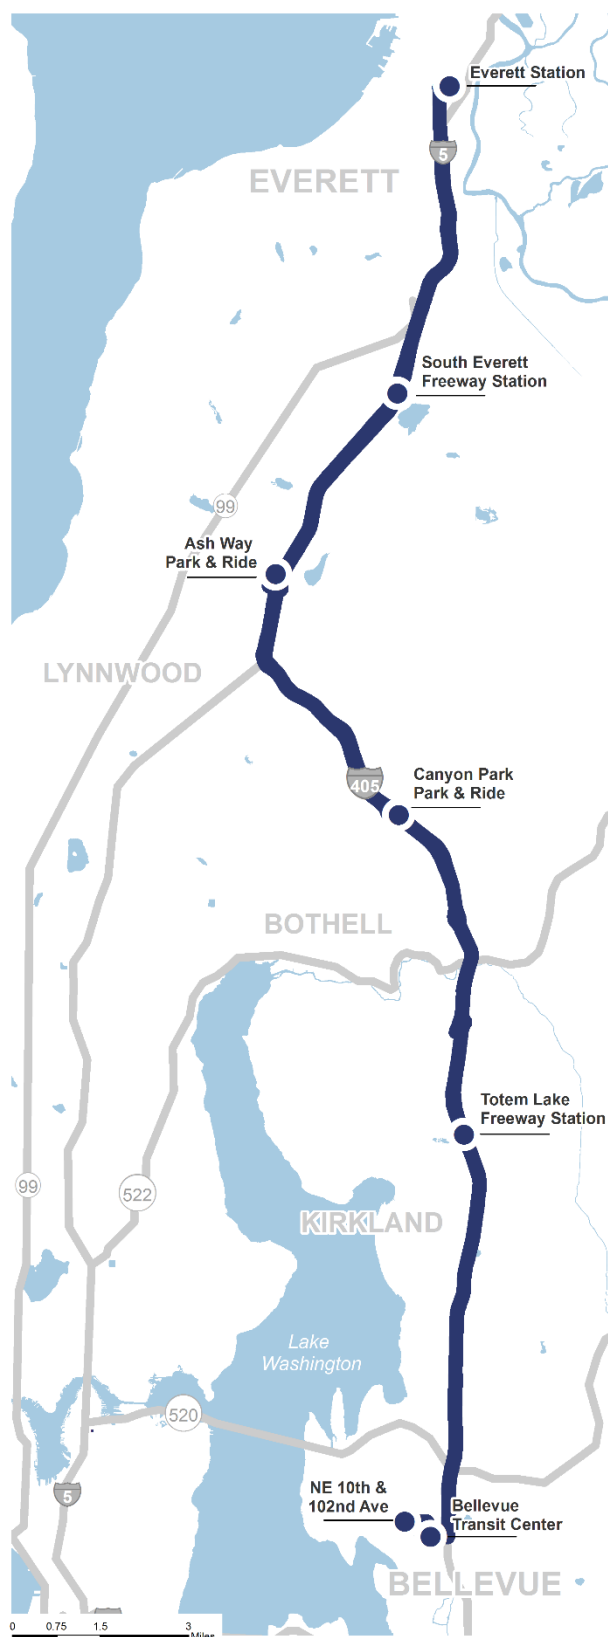 Everett Station
5
EVERETT
South Everett
Freeway Station
99
Ash Way
Park & Ride
LYNNWOOD
Canyon Park
Park & Ride
405
BOTHELL
Totem Lake
Freeway Station
99
522
KIRKLAND
Lake
Washington
520
NE 10th &
102nd Ave
5
Bellevue
Transit Center
BELLEVUE
0 0.75 1.5 3
Miles